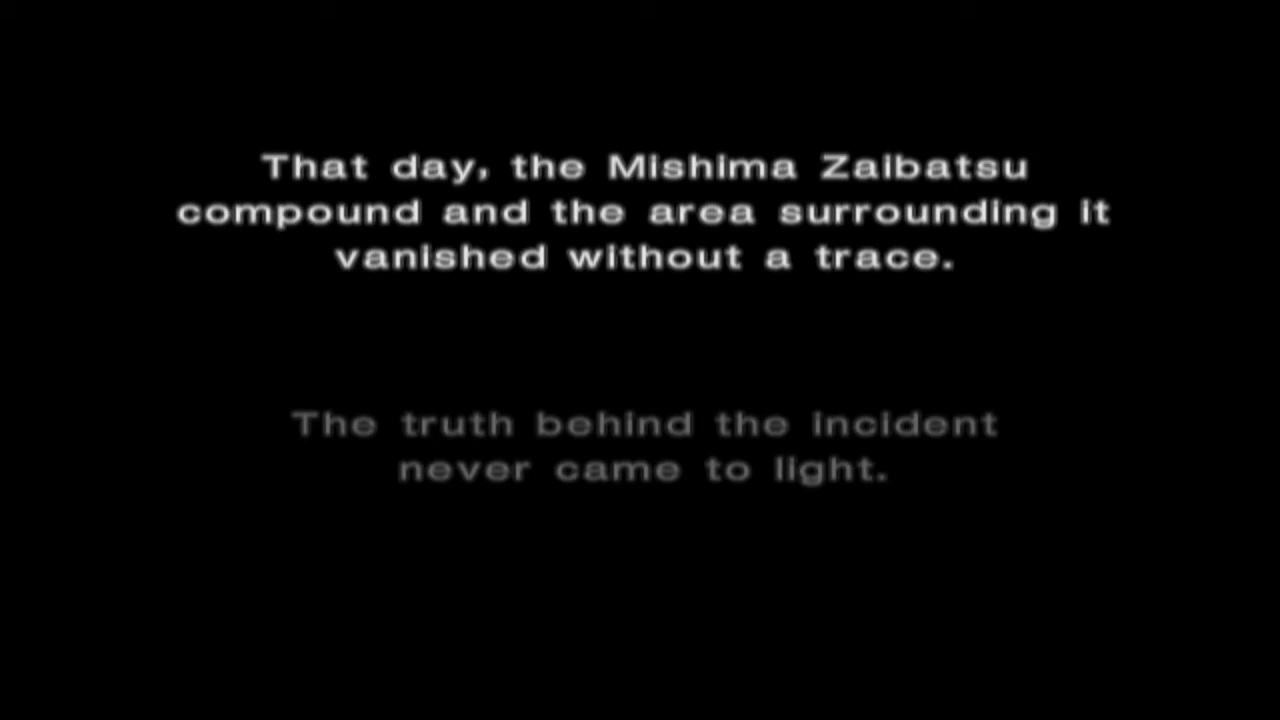 That day, the Mishima Zaibatsu
compound and the area surrounding it
vanished without a trace.
The truth behind the incident
never came to light.